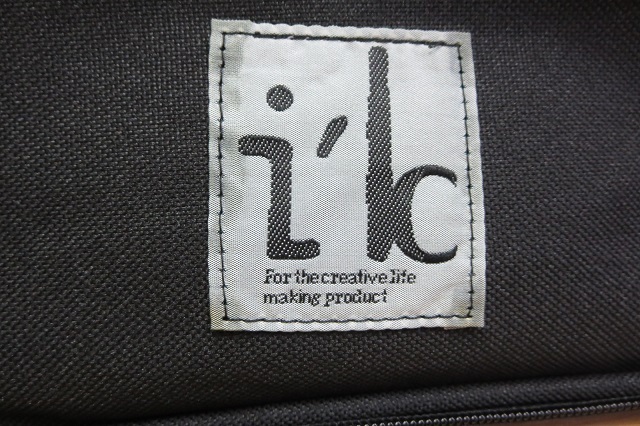 i'k
For the creative life
making product